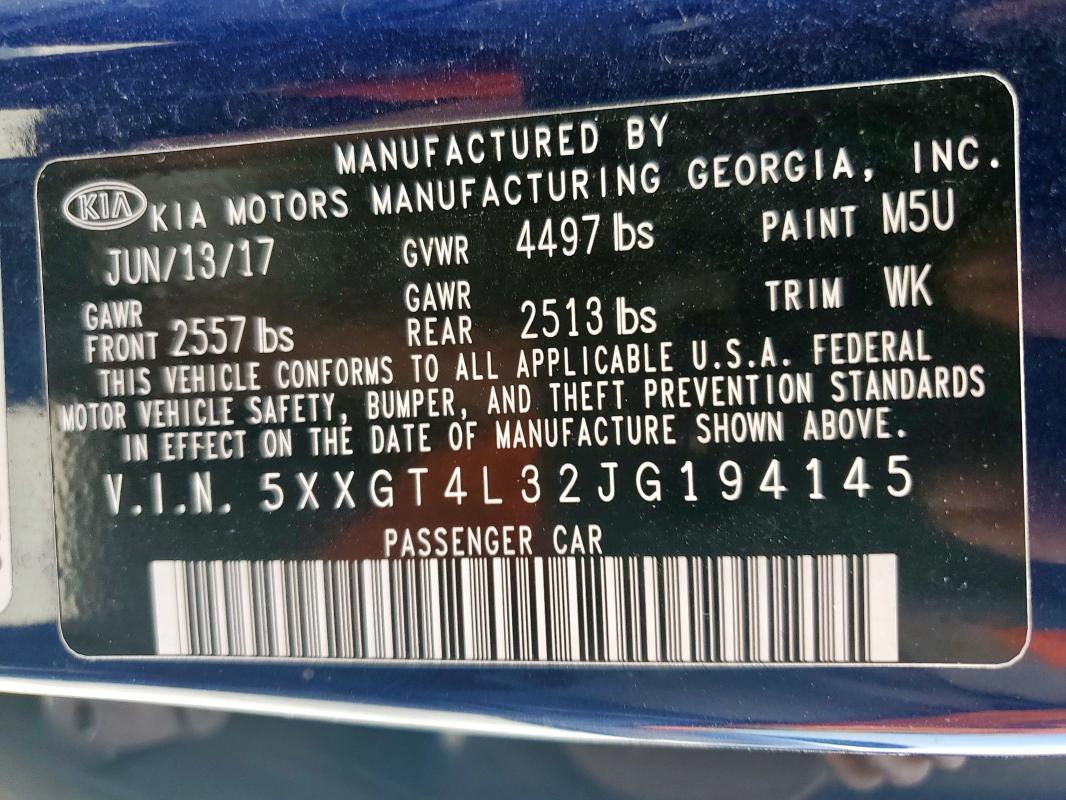 MANUFACTURED BY
KIA KIA MOTORS MANUFACTURING GEORGIA, INC.
JUN/13/17 GVWR 4497 lbs PAINT M5U
GAWR FRONT 2557 lbs GAWR REAR 2513 lbs TRIM WK
THIS VEHICLE CONFORMS TO ALL APPLICABLE U.S.A. FEDERAL
MOTOR VEHICLE SAFETY, BUMPER, AND THEFT PREVENTION STANDARDS
IN EFFECT ON THE DATE OF MANUFACTURE SHOWN ABOVE.
V.I.N. 5XXGT4L32JG194145
PASSENGER CAR